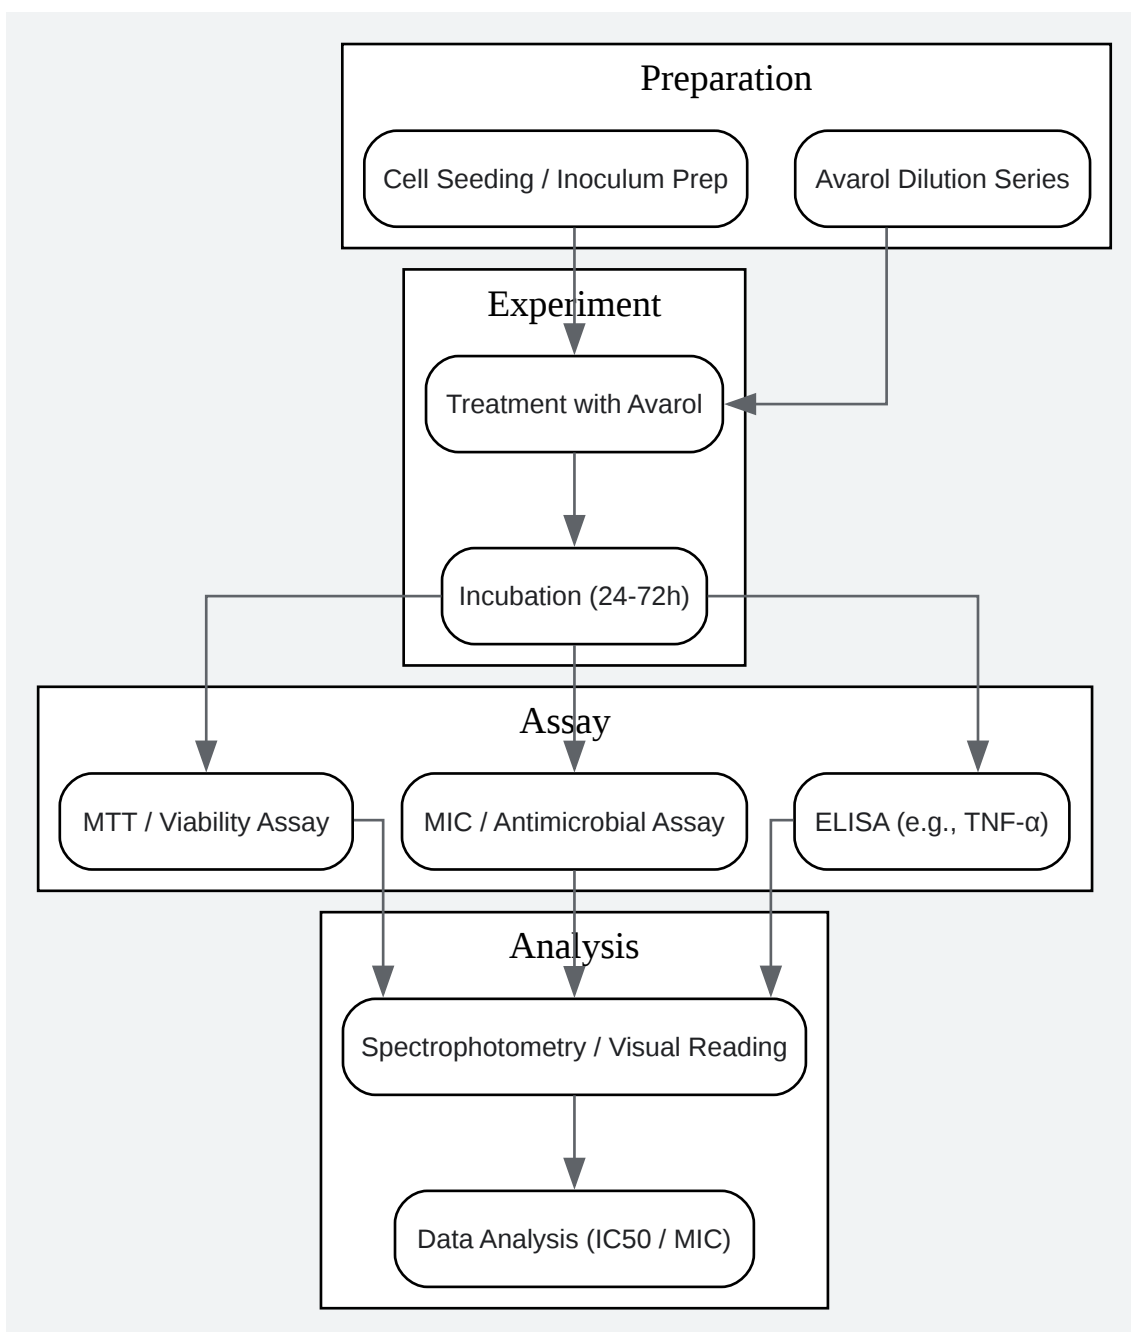 Preparation
Cell Seeding / Inoculum Prep
Avarol Dilution Series
Experiment
Treatment with Avarol
Incubation (24-72h)
Assay
MTT / Viability Assay
MIC / Antimicrobial Assay
ELISA (e.g., TNF-α)
Analysis
Spectrophotometry / Visual Reading
Data Analysis (IC50 / MIC)